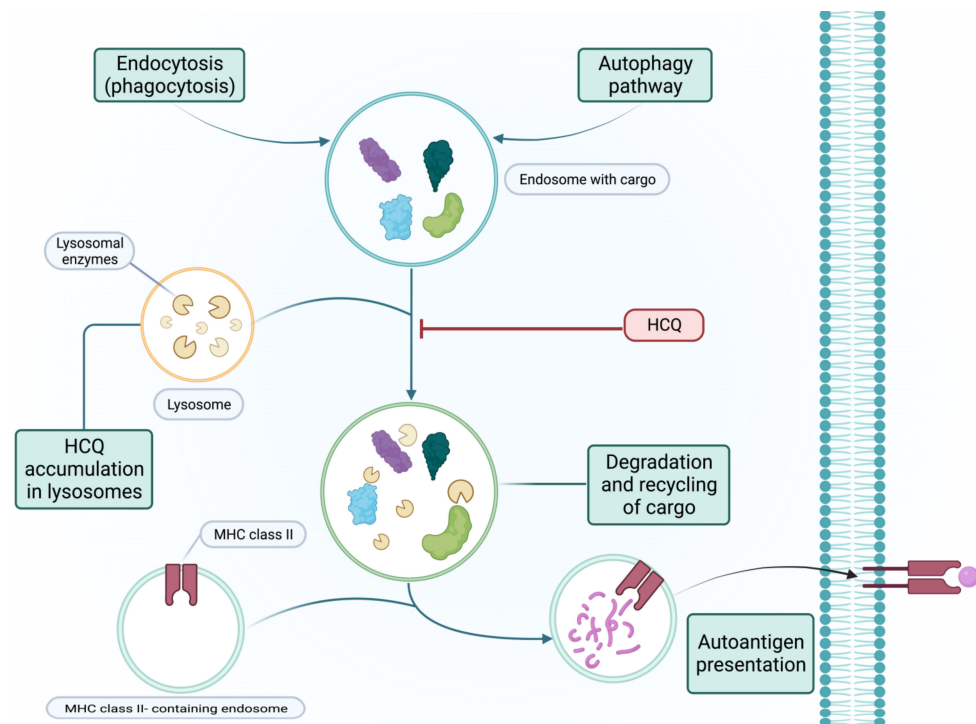 Endocytosis
(phagocytosis)
Autophagy
pathway
Endosome with cargo
Lysosomal
enzymes
HCQ
Lysosome
HCQ
accumulation
in lysosomes
Degradation
and recycling
of cargo
MHC class II
Autoantigen
presentation
MHC class II- containing endosome